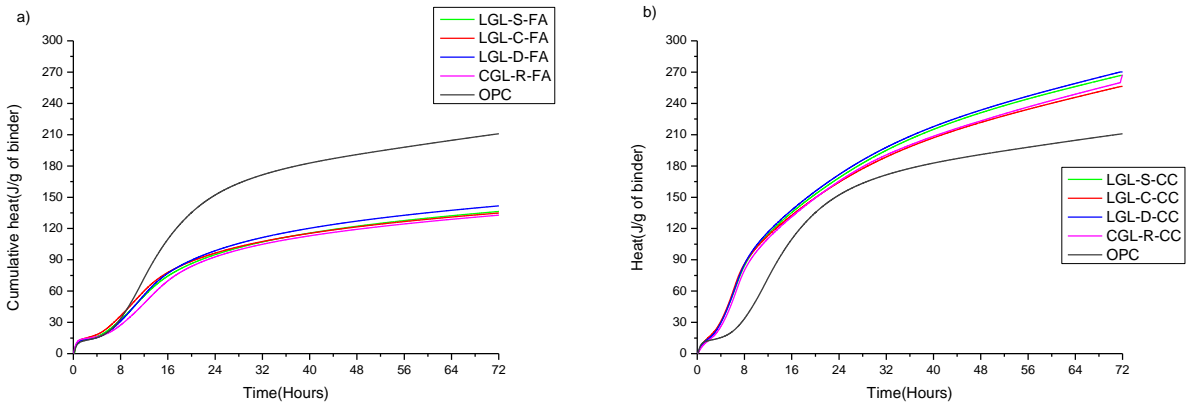 a)
LGL-S-FA
LGL-C-FA
LGL-D-FA
CGL-R-FA
OPC
300
270
240
210
180
150
120
90
60
30
0
Cumulative heat(J/g of binder)
0 8 16 24 32 40 48 56 64 72
Time(Hours)
b)
300
270
240
210
180
150
120
90
60
30
0
Heat(J/g of binder)
LGL-S-CC
LGL-C-CC
LGL-D-CC
CGL-R-CC
OPC
0 8 16 24 32 40 48 56 64 72
Time(Hours)